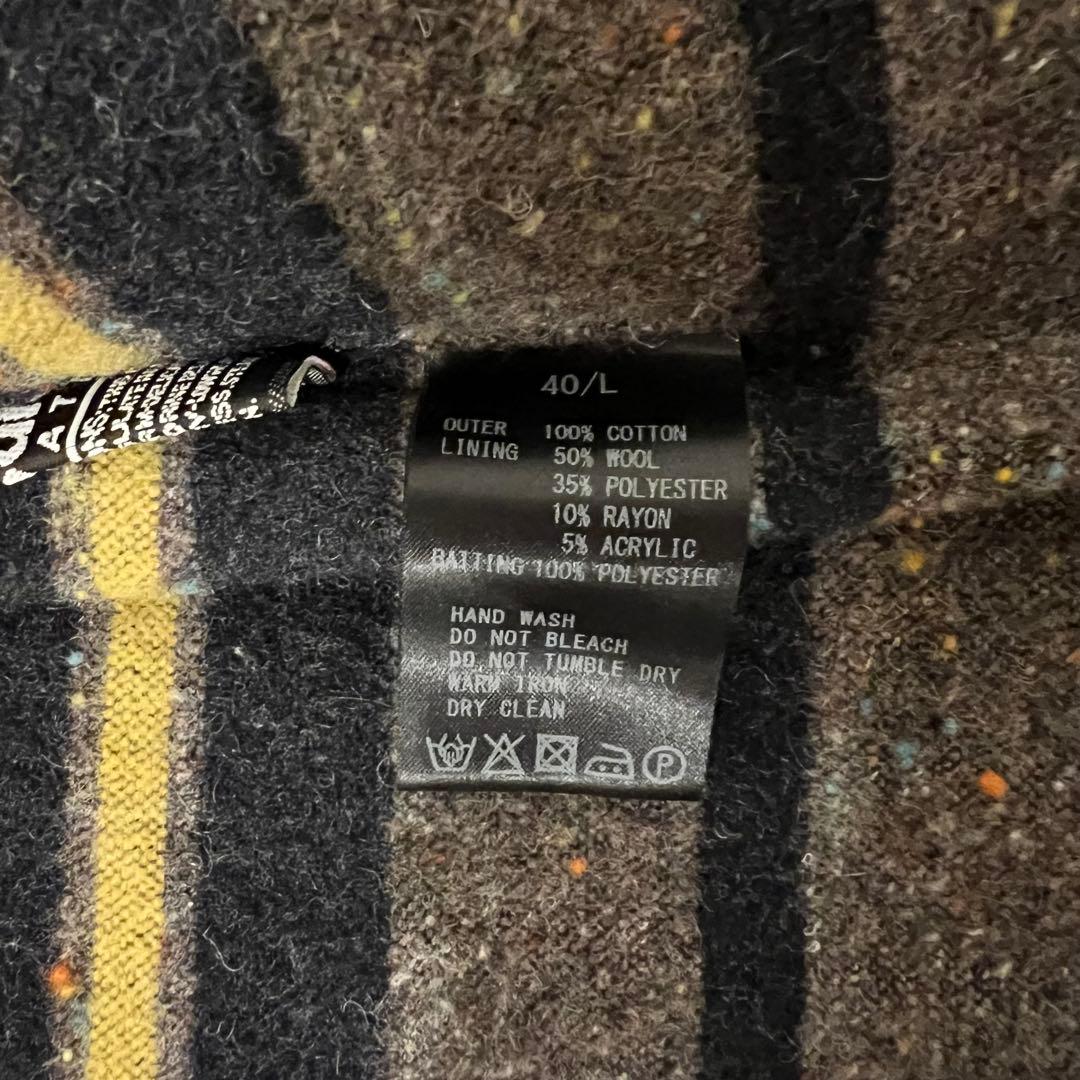 40/L
OUTER 100% COTTON
LINING 50% WOOL
35% POLYESTER
10% RAYON
5% ACRYLIC
BATTING 100% POLYESTER
HAND WASH
DO NOT BLEACH
DO NOT TUMBLE DRY
WARM IRON
DRY CLEAN
P